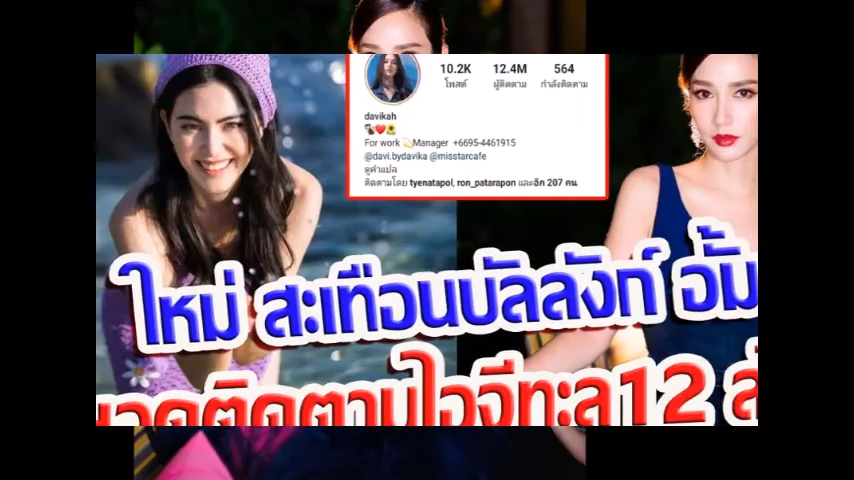 10.2K 12.4M 564
โพสต์ ผู้ติดตาม กำลังติดตาม
davikah
For work Manager +6695-4461915
@davi.bydavika @misstarcafe
ดูคำแปล
ติดตามโดย tyenatapol, ron_patarapon และอีก 207 คน
ใหม่ สะเทือนบัลลังก์ อั้ม
ยอดติดตามไอจีทะลุ12